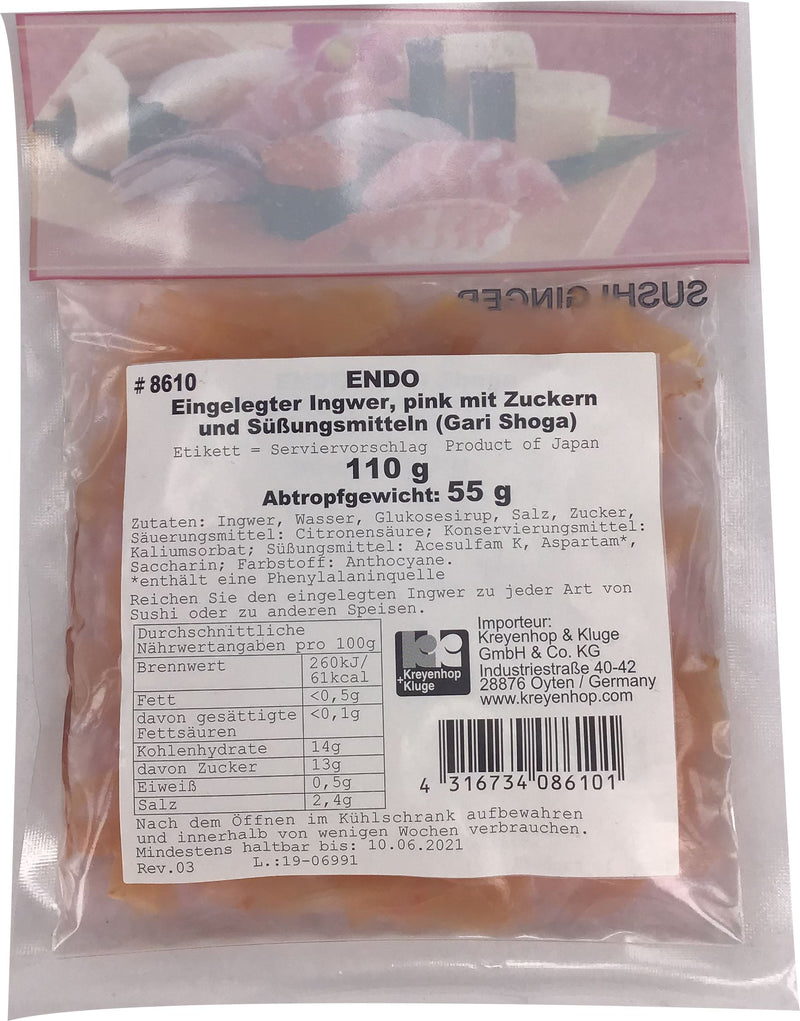 SUSHI GINGER
# 8610
ENDO
Eingelegter Ingwer, pink mit Zuckern
und Süßungsmitteln (Gari Shoga)
Etikett = Serviervorschlag Product of Japan
110 g
Abtropfgewicht: 55 g
Zutaten: Ingwer, Wasser, Glukosesirup, Salz, Zucker,
Säuerungsmittel: Citronensäure; Konservierungsmittel:
Kaliumsorbat; Süßungsmittel: Acesulfam K, Aspartam*,
Saccharin; Farbstoff: Anthocyane.
*enthält eine Phenylalaninquelle
Reichen Sie den eingelegten Ingwer zu jeder Art von
Sushi oder zu anderen Speisen.
Durchschnittliche
Nährwertangaben pro 100g
Brennwert 260kJ/
61kcal
Fett <0,5g
davon gesättigte <0,1g
Fettsäuren
Kohlenhydrate 14g
davon Zucker 13g
Eiweiß 0,5g
Salz 2,4g
Kreyenhop
+Kluge
Importeur:
Kreyenhop & Kluge
GmbH & Co. KG
Industriestraße 40-42
28876 Oyten / Germany
www.kreyenhop.com
4 316734 086101
Nach dem Öffnen im Kühlschrank aufbewahren
und innerhalb von wenigen Wochen verbrauchen.
Mindestens haltbar bis: 10.06.2021
Rev.03 L.:19-06991